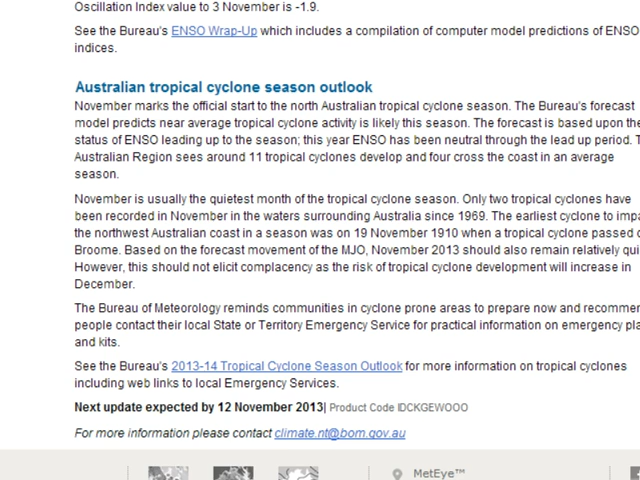 Oscillation Index value to 3 November is -1.9.
See the Bureau's ENSO Wrap-Up which includes a compilation of computer model predictions of ENSO
indices.
Australian tropical cyclone season outlook
November marks the official start to the north Australian tropical cyclone season. The Bureau's forecast
model predicts near average tropical cyclone activity is likely this season. The forecast is based upon the
status of ENSO leading up to the season; this year ENSO has been neutral through the lead up period. T
Australian Region sees around 11 tropical cyclones develop and four cross the coast in an average
season.
November is usually the quietest month of the tropical cyclone season. Only two tropical cyclones have
been recorded in November in the waters surrounding Australia since 1969. The earliest cyclone to impa
the northwest Australian coast in a season was on 19 November 1910 when a tropical cyclone passed
Broome. Based on the forecast movement of the MJO, November 2013 should also remain relatively qui
However, this should not elicit complacency as the risk of tropical cyclone development will increase in
December.
The Bureau of Meteorology reminds communities in cyclone prone areas to prepare now and recommen
people contact their local State or Territory Emergency Service for practical information on emergency pla
and kits.
See the Bureau's 2013-14 Tropical Cyclone Season Outlook for more information on tropical cyclones
including web links to local Emergency Services.
Next update expected by 12 November 2013| Product Code IDCKGEWOOO
For more information please contact climate.nt@bom.gov.au
MetEye™